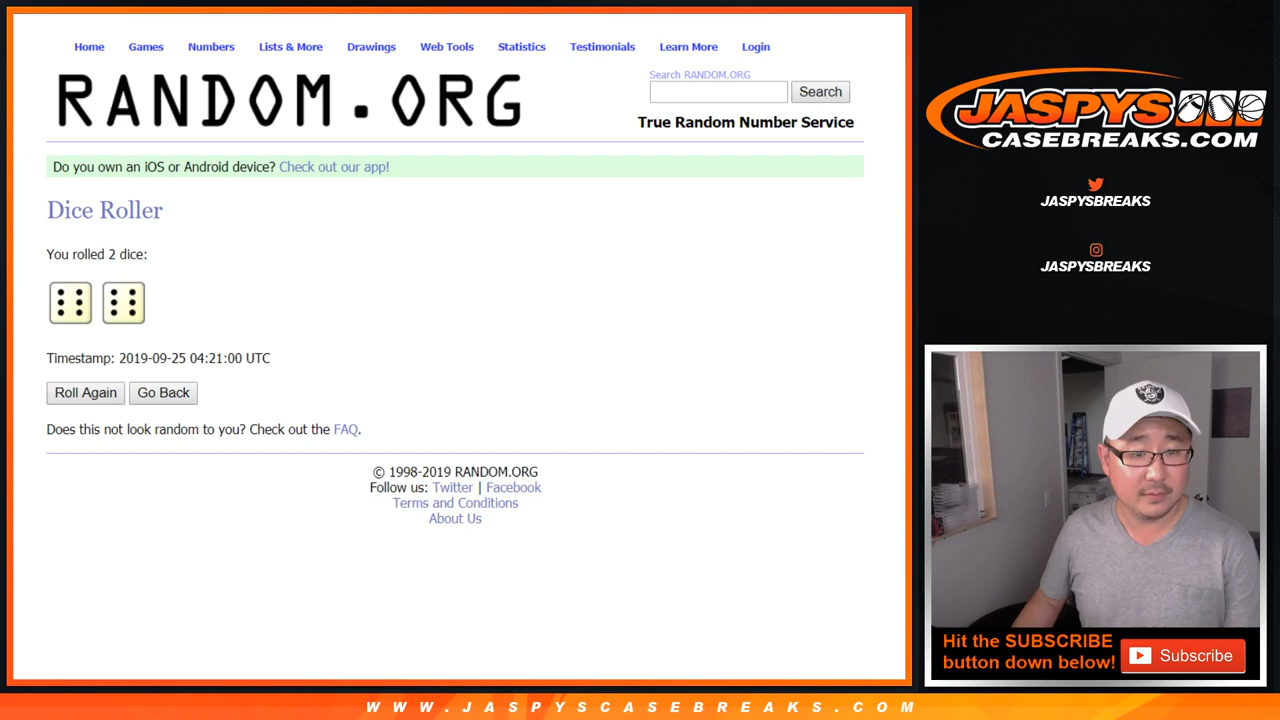 Home Games Numbers Lists & More Drawings Web Tools Statistics Testimonials Learn More Login
RANDOM.ORG
Search RANDOM.ORG
Search
True Random Number Service
Do you own an iOS or Android device? Check out our app!
Dice Roller
You rolled 2 dice:
Timestamp: 2019-09-25 04:21:00 UTC
Roll Again Go Back
Does this not look random to you? Check out the FAQ.
© 1998-2019 RANDOM.ORG
Follow us: Twitter | Facebook
Terms and Conditions
About Us
JASPYS
CASEBREAKS.COM
JASPYSBREAKS
JASPYSBREAKS
Hit the SUBSCRIBE
button down below!
Subscribe
WWW.JASPYSCASEBREAKS.COM